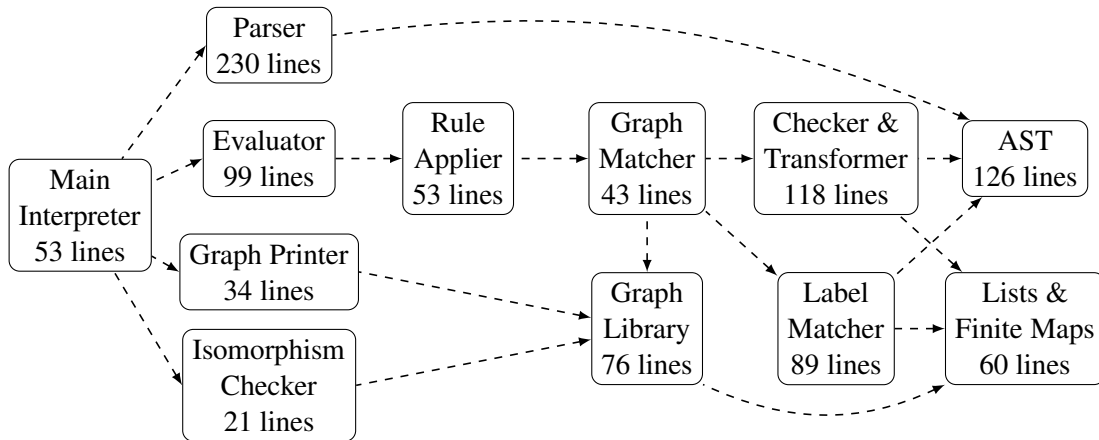 Parser
230 lines
Evaluator
99 lines
Rule
Applier
53 lines
Graph
Matcher
43 lines
Checker &
Transformer
118 lines
AST
126 lines
Main
Interpreter
53 lines
Graph Printer
34 lines
Graph
Library
76 lines
Label
Matcher
89 lines
Lists &
Finite Maps
60 lines
Isomorphism
Checker
21 lines